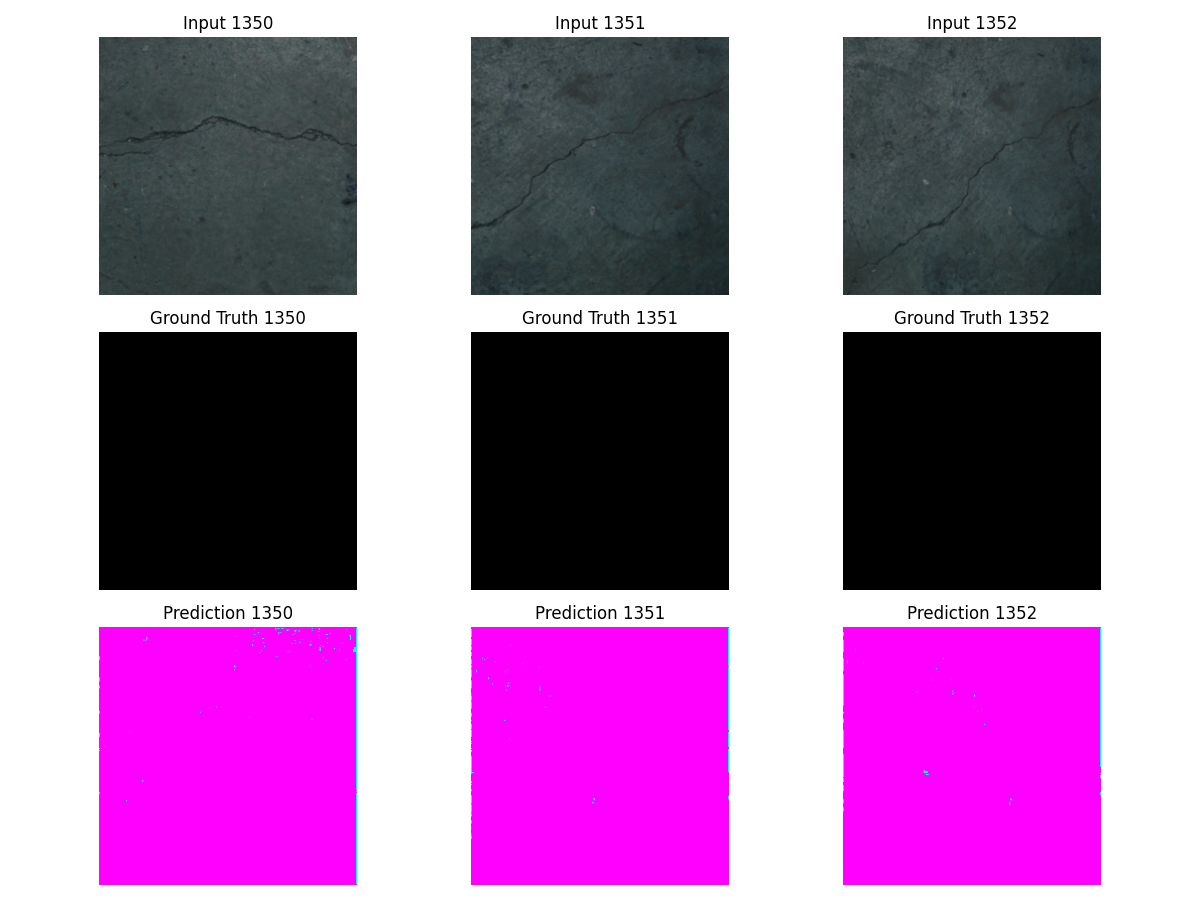 Input 1350
Input 1351
Input 1352
Ground Truth 1350
Ground Truth 1351
Ground Truth 1352
Prediction 1350
Prediction 1351
Prediction 1352